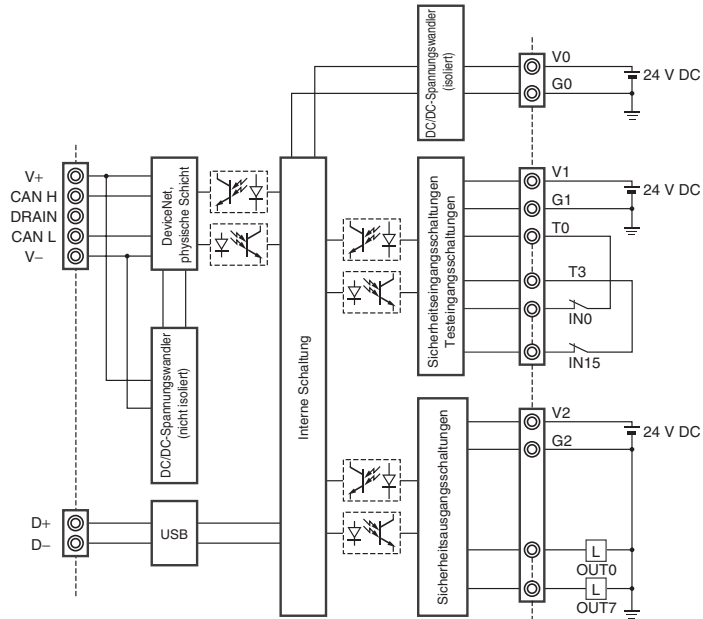 DC/DC-Spannungswandler
(isoliert)
V0
G0
24 V DC
V+
CAN H
DRAIN
CAN L
V−
DeviceNet,
physische Schicht
DC/DC-Spannungswandler
(nicht isoliert)
D+
D−
USB
Interne Schaltung
Sicherheitseingangsschaltungen
Testeingangsschaltungen
V1
G1
T0
T3
IN0
IN15
24 V DC
Sicherheitsausgangsschaltungen
V2
G2
24 V DC
L
OUT0
L
OUT7